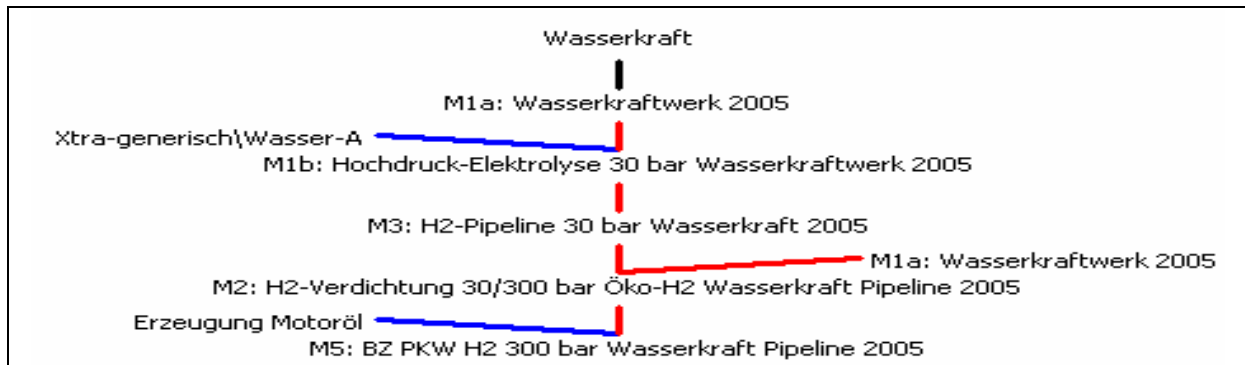 Wasserkraft
M1a: Wasserkraftwerk 2005
Xtra-generisch\Wasser-A
M1b: Hochdruck-Elektrolyse 30 bar Wasserkraftwerk 2005
M3: H2-Pipeline 30 bar Wasserkraft 2005
M1a: Wasserkraftwerk 2005
M2: H2-Verdichtung 30/300 bar Öko-H2 Wasserkraft Pipeline 2005
Erzeugung Motoröl
M5: BZ PKW H2 300 bar Wasserkraft Pipeline 2005